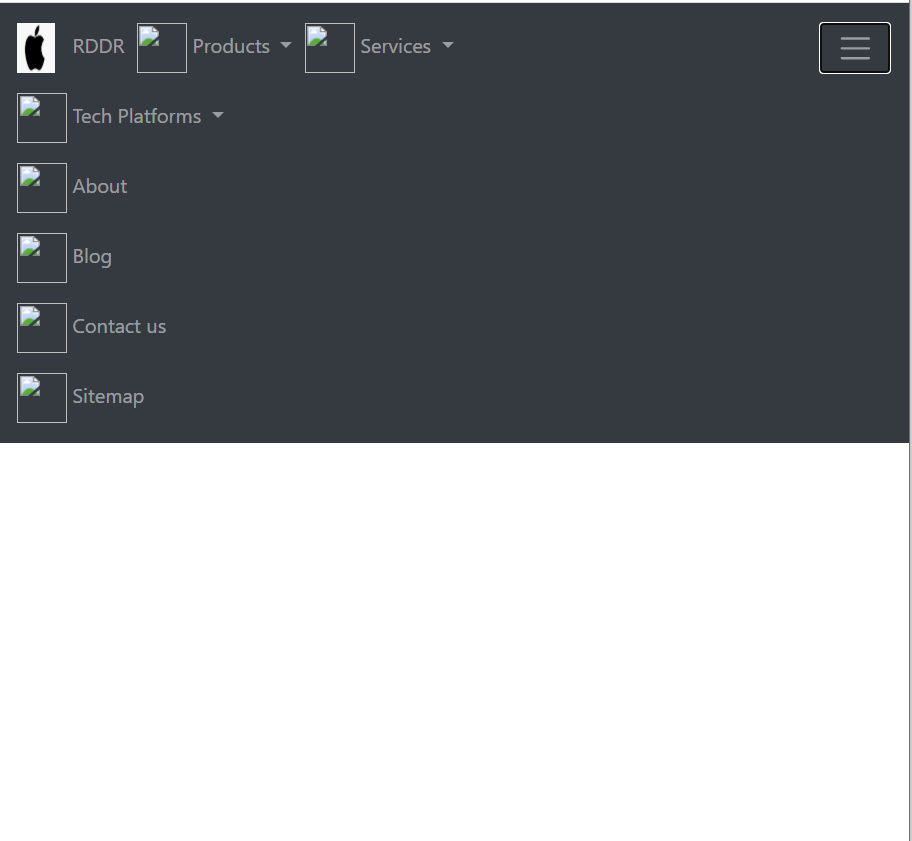 RDDR Products Services
Tech Platforms
About
Blog
Contact us
Sitemap